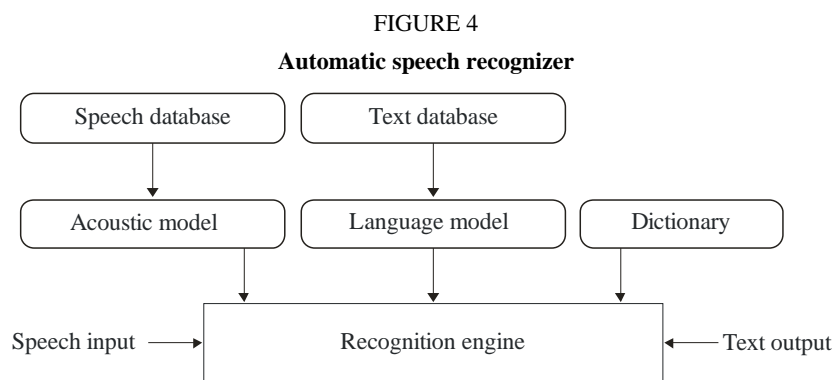 FIGURE 4
Automatic speech recognizer
Speech database Text database
Acoustic model Language model Dictionary
Speech input Recognition engine Text output